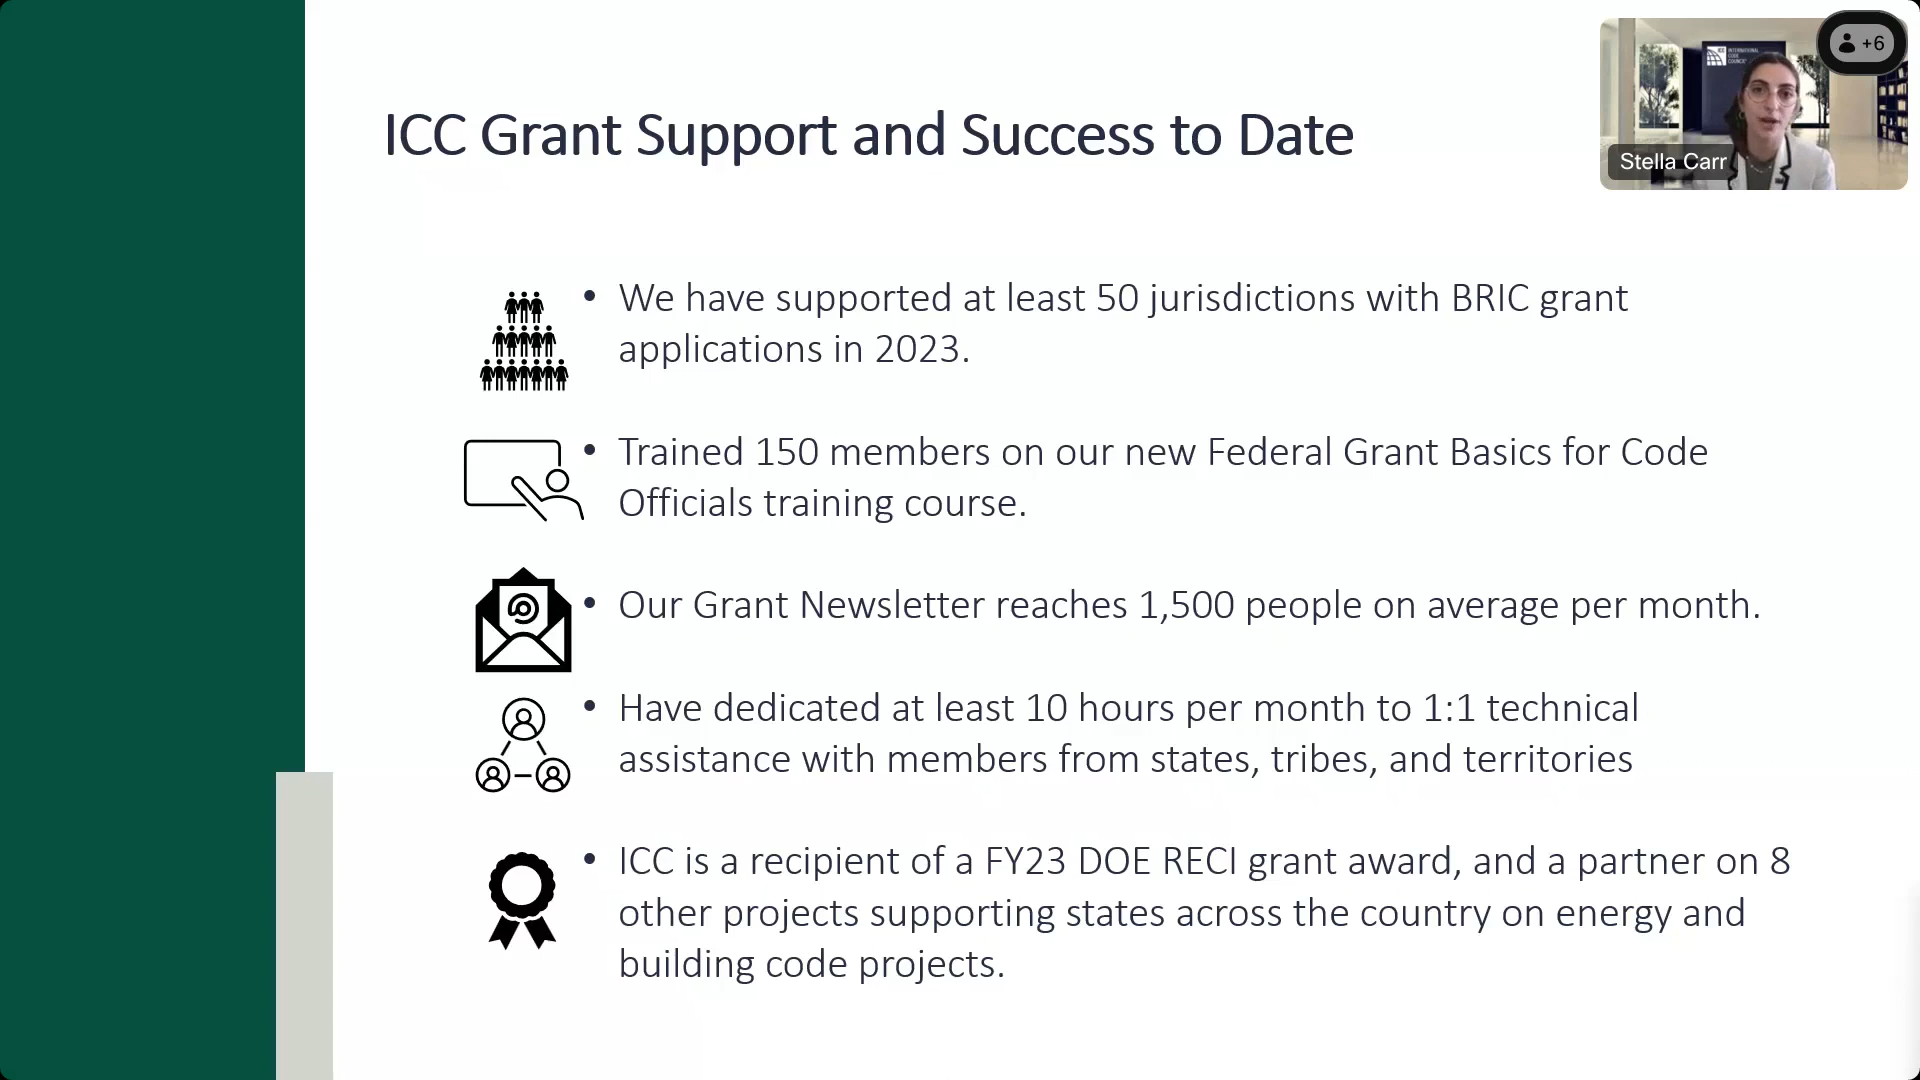 ICC Grant Support and Success to Date
+6
INTERNATIONAL
CODE
COUNCIL
Stella Carr
• We have supported at least 50 jurisdictions with BRIC grant
applications in 2023.
• Trained 150 members on our new Federal Grant Basics for Code
Officials training course.
• Our Grant Newsletter reaches 1,500 people on average per month.
• Have dedicated at least 10 hours per month to 1:1 technical
assistance with members from states, tribes, and territories
• ICC is a recipient of a FY23 DOE RECI grant award, and a partner on 8
other projects supporting states across the country on energy and
building code projects.